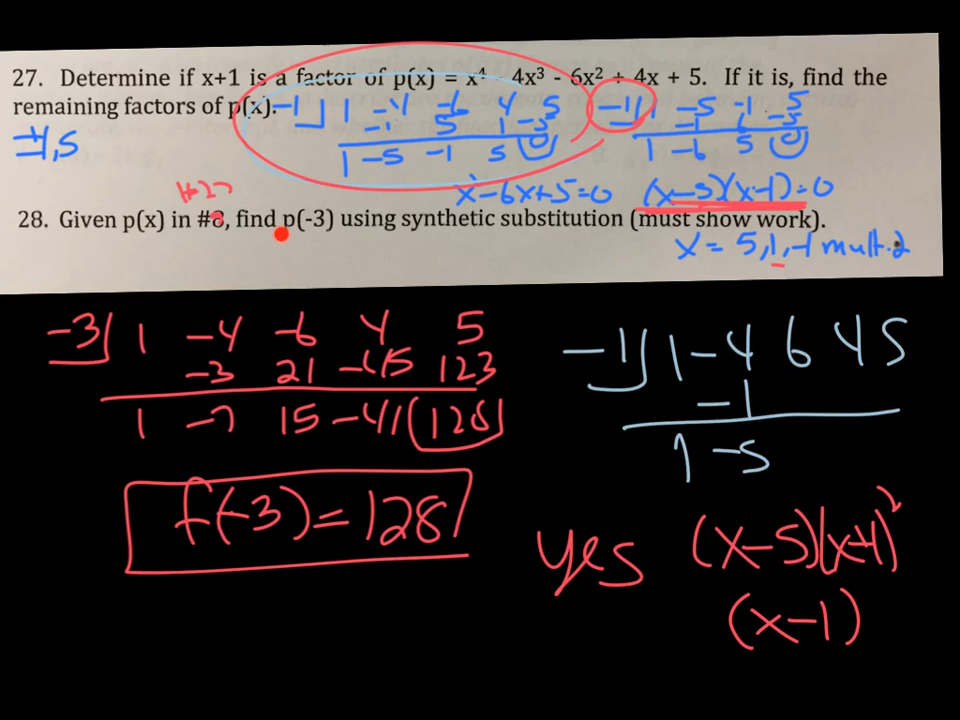 27. Determine if x+1 is a factor of p(x) = x⁴ 4x³ - 6x² + 4x + 5. If it is, find the
remaining factors of p(x).
-1 | 1 -4 -6 4 5
-1 5 1 -5
1 -5 -1 5 0
-1 | 1 -5 -1 5
-1 6 -5
1 -6 5 0
-1, 5
x²-6x+5=0 (x-5)(x-1)=0
#27
28. Given p(x) in #8, find p(-3) using synthetic substitution (must show work).
x = 5, 1, -1 mult. 2
-3 | 1 -4 -6 4 5
-3 21 -45 123
1 -7 15 -41 128
f(-3) = 128
-1 | 1 -4 6 4 5
-1
1 -5
yes (x-5)(x+1)²
(x-1)